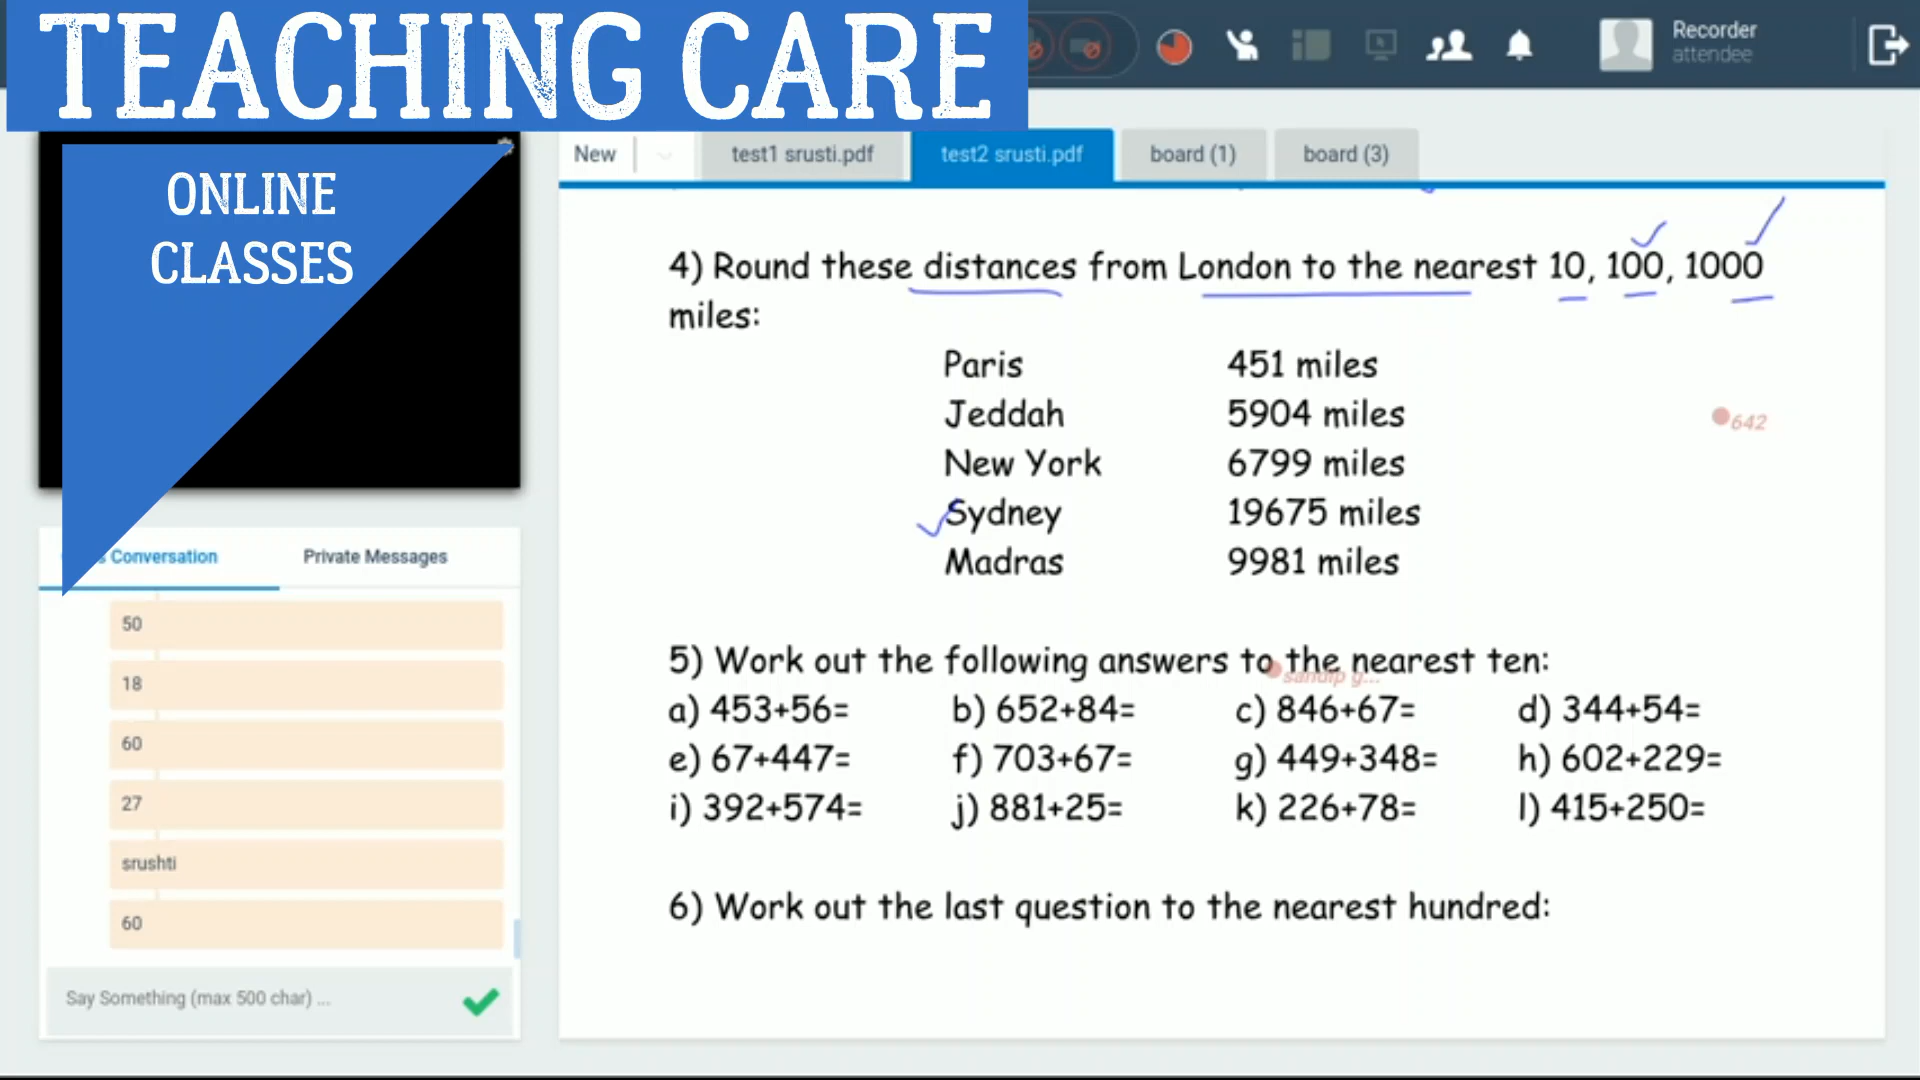 TEACHING CARE
ONLINE
CLASSES
Recorder
attendee
New
test1 srusti.pdf
test2 srusti.pdf
board (1)
board (3)
Conversation
Private Messages
50
18
60
27
srushti
60
Say Something (max 500 char) ...
4) Round these distances from London to the nearest 10, 100, 1000
miles:
Paris 451 miles
Jeddah 5904 miles
642
New York 6799 miles
Sydney 19675 miles
Madras 9981 miles
5) Work out the following answers to the nearest ten:
sandip g...
a) 453+56= b) 652+84= c) 846+67= d) 344+54=
e) 67+447= f) 703+67= g) 449+348= h) 602+229=
i) 392+574= j) 881+25= k) 226+78= l) 415+250=
6) Work out the last question to the nearest hundred: